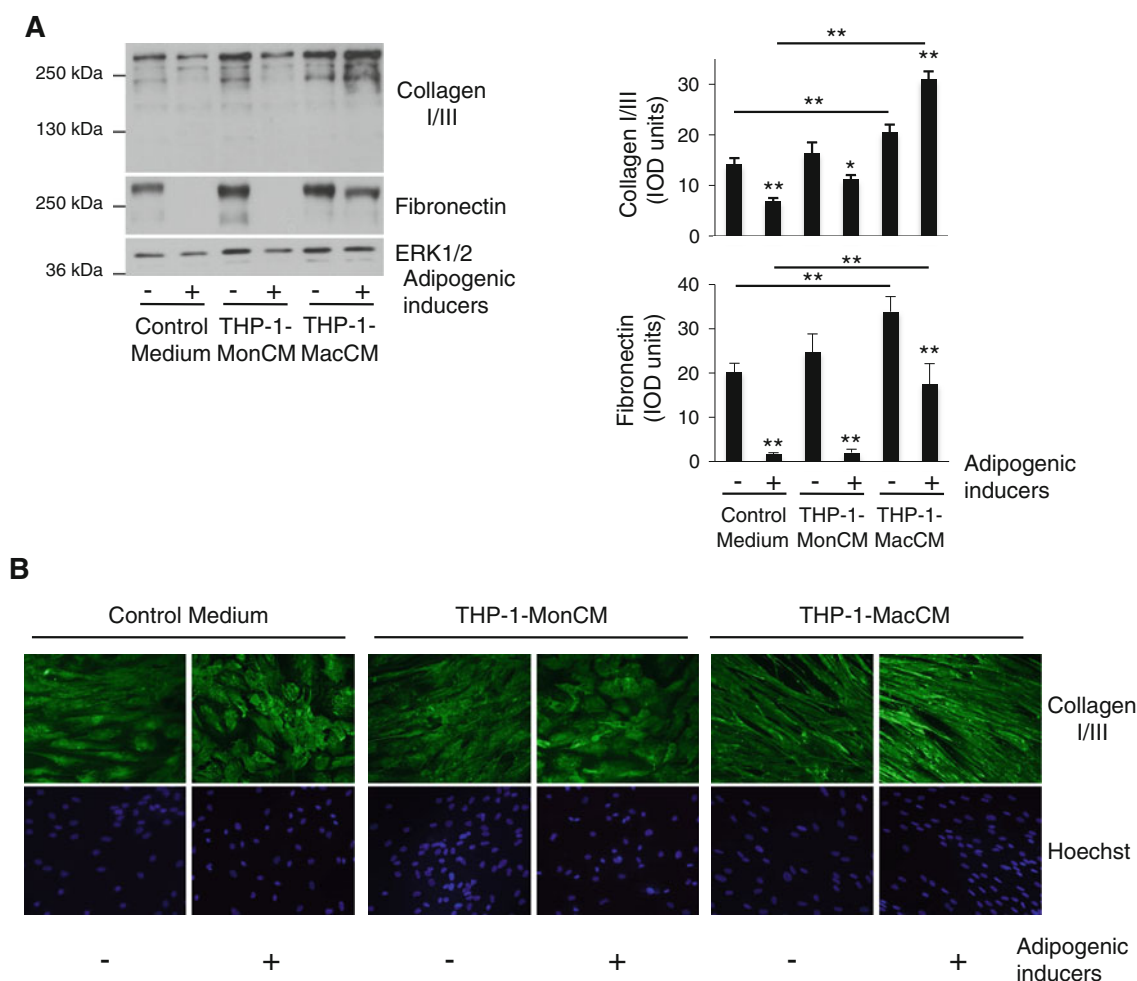 A
250 kDa
130 kDa
Collagen
I/III
250 kDa
Fibronectin
36 kDa
ERK1/2
Adipogenic
inducers
- + - + - +
Control
Medium
THP-1-
MonCM
THP-1-
MacCM
Collagen I/III
(IOD units)
30
20
10
0
**
**
**
*
**
Fibronectin
(IOD units)
40
30
20
10
0
**
**
**
**
**
- + - + - +
Adipogenic
inducers
Control
Medium
THP-1-
MonCM
THP-1-
MacCM
B
Control Medium
THP-1-MonCM
THP-1-MacCM
Collagen
I/III
Hoechst
- + - + - +
Adipogenic
inducers